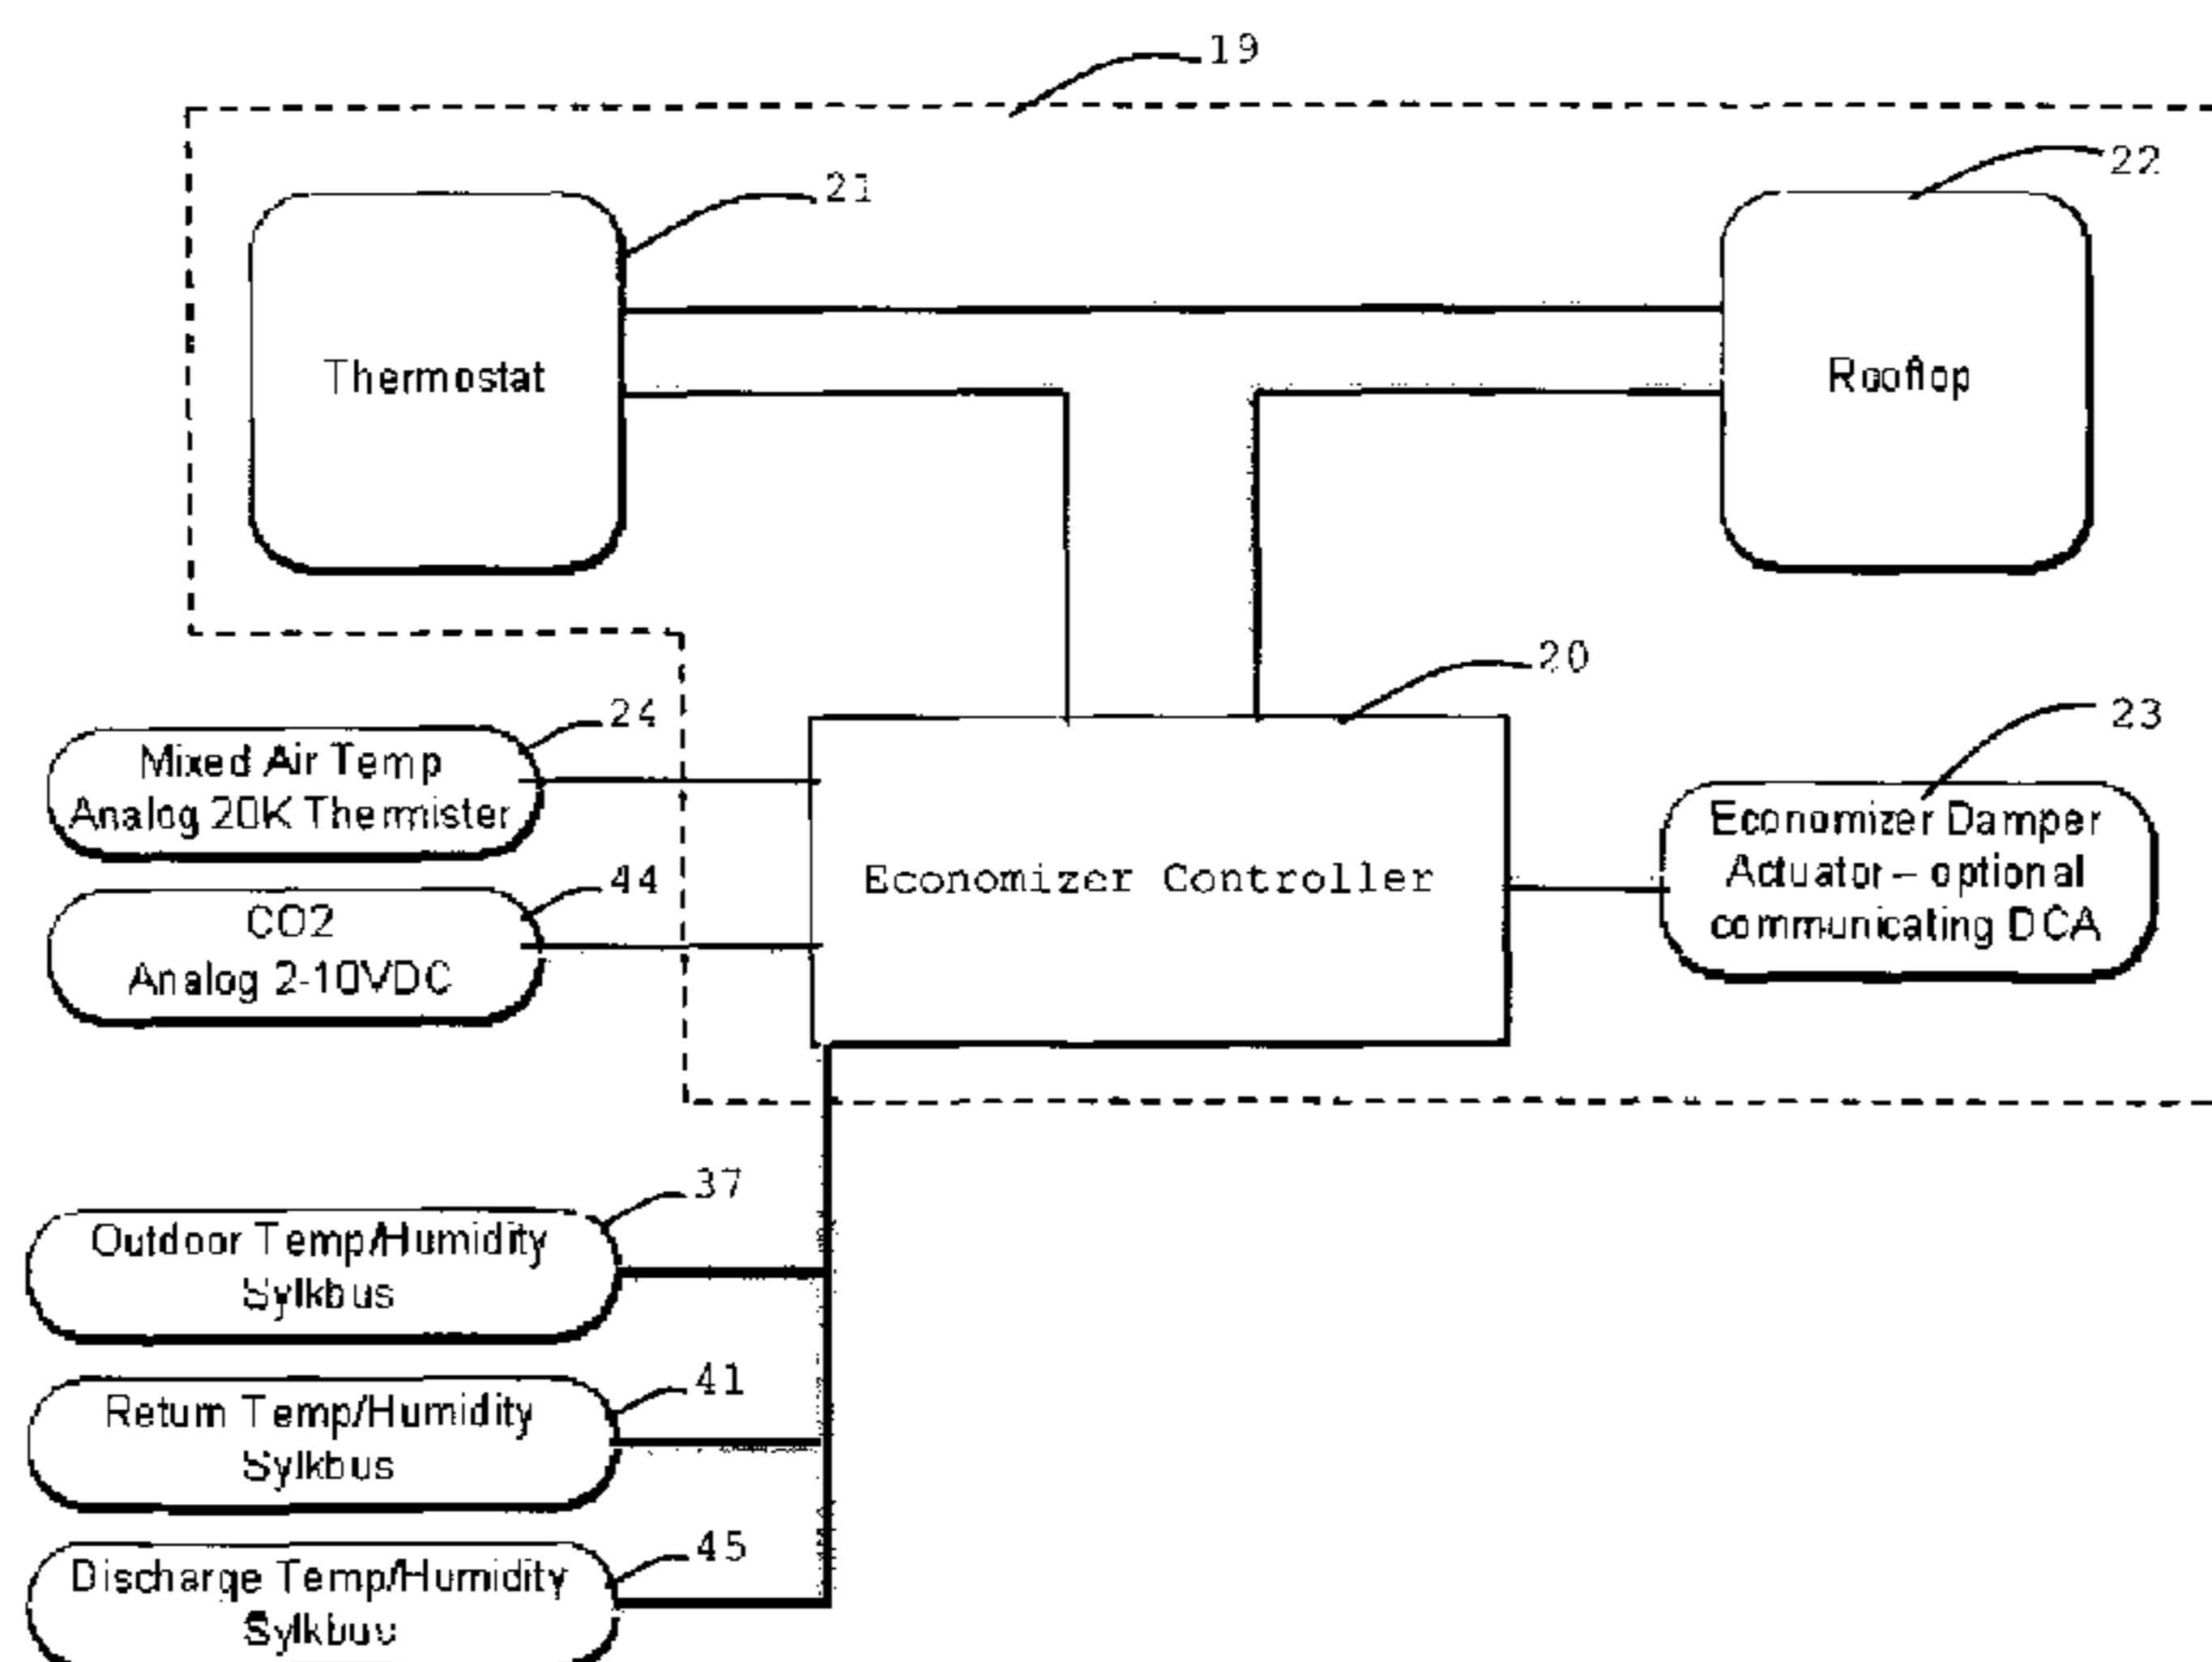 19
21
22
Thermostat
Rooftop
20
24
23
Mixed Air Temp
Analog 20K Thermister
Economizer Damper
Actuator – optional
communicating DCA
44
Economizer Controller
CO2
Analog 2-10VDC
37
Outdoor Temp/Humidity
Sylkbus
41
Return Temp/Humidity
Sylkbus
45
Discharge Temp/Humidity
Sylkbus